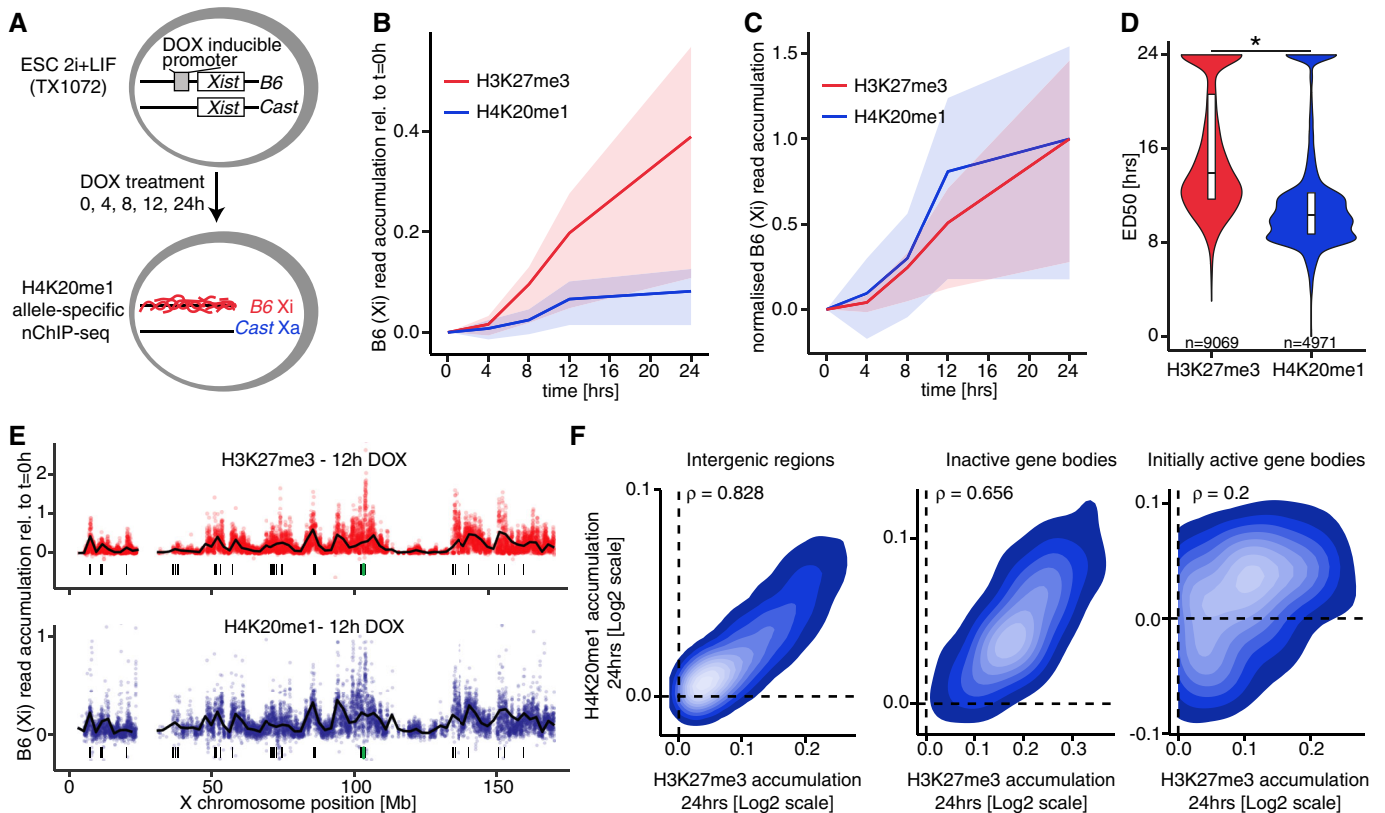 A
ESC 2i+LIF
(TX1072)
DOX inducible
promoter
Xist B6
Xist Cast
DOX treatment
0, 4, 8, 12, 24h
H4K20me1
allele-specific
nChIP-seq
B6 Xi
Cast Xa
B
B6 (Xi) read accumulation rel. to t=0h
0.4
0.2
0.0
H3K27me3
H4K20me1
0 4 8 12 16 20 24
time [hrs]
C
normalised B6 (Xi) read accumulation
1.5
1.0
0.5
0.0
H3K27me3
H4K20me1
0 4 8 12 16 20 24
time [hrs]
D
ED50 [hrs]
24
16
8
0
*
n=9069 n=4971
H3K27me3 H4K20me1
E
B6 (Xi) read accumulation rel. to t=0h
H3K27me3 - 12h DOX
2
1
0
H4K20me1- 12h DOX
1
0
0 50 100 150
X chromosome position [Mb]
F
H4K20me1 accumulation
24hrs [Log2 scale]
Intergenic regions
ρ = 0.828
0.1
0.0
0.0 0.1 0.2
H3K27me3 accumulation
24hrs [Log2 scale]
Inactive gene bodies
ρ = 0.656
0.1
0.0
0.0 0.1 0.2 0.3
H3K27me3 accumulation
24hrs [Log2 scale]
Initially active gene bodies
ρ = 0.2
0.1
0.0
-0.1
0.0 0.1 0.2
H3K27me3 accumulation
24hrs [Log2 scale]